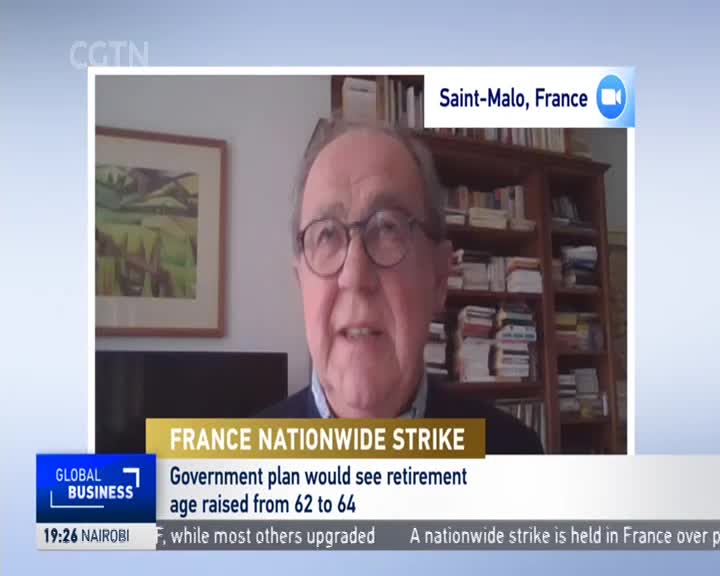 CGTN
Saint-Malo, France
FRANCE NATIONWIDE STRIKE
Government plan would see retirement
age raised from 62 to 64
GLOBAL
BUSINESS
19:26 NAIROBI
F, while most others upgraded A nationwide strike is held in France over p